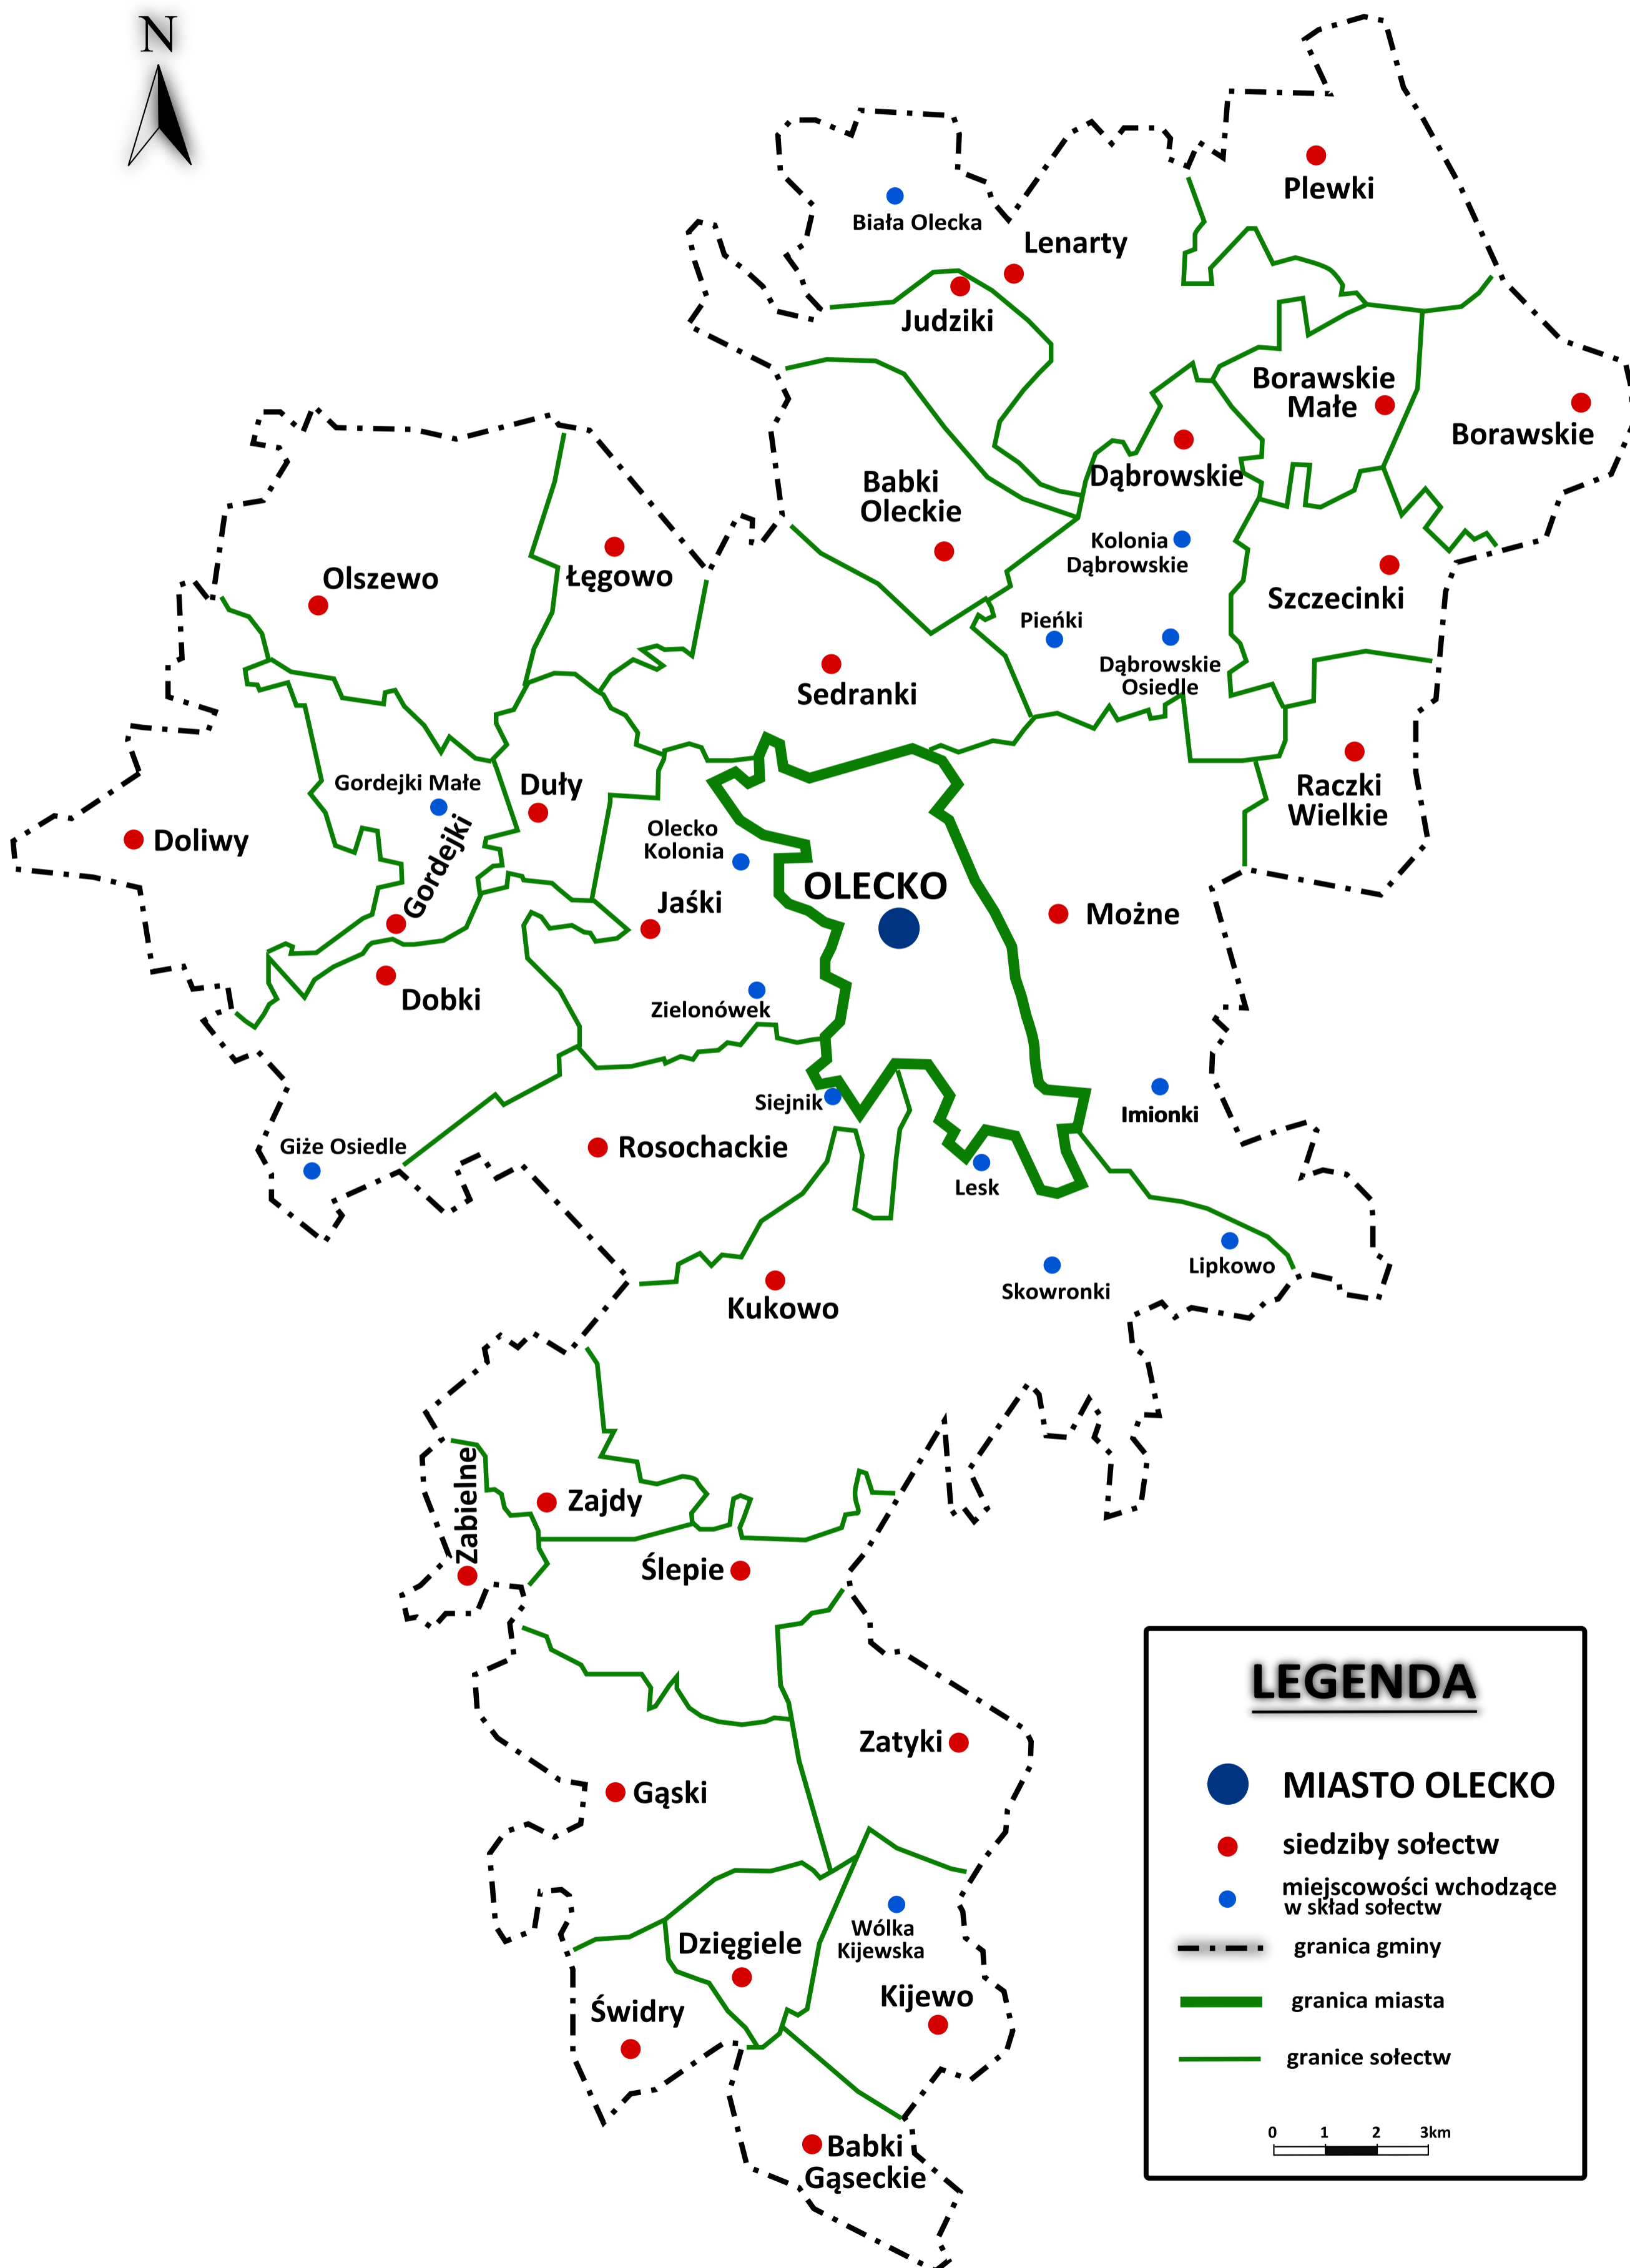 N
Plewki
Biała Olecka
Lenarty
Judziki
Borawskie
Małe
Borawskie
Dąbrowskie
Babki
Oleckie
Kolonia
Dąbrowskie
Olszewo
Łęgowo
Szczecinki
Pieńki
Dąbrowskie
Osiedle
Sedranki
Gordejki Małe
Duły
Raczki
Wielkie
Doliwy
Gordejki
Olecko
Kolonia
OLECKO
Jaśki
Możne
Dobki
Zielonówek
Siejnik
Imionki
Giże Osiedle
Rosochackie
Lesk
Lipkowo
Skowronki
Kukowo
Zabielne
Zajdy
Ślepie
Zatyki
Gąski
Wólka
Kijewska
Dzięgiele
Kijewo
Świdry
Babki
Gąseckie
LEGENDA
MIASTO OLECKO
siedziby sołectw
miejscowości wchodzące
w skład sołectw
granica gminy
granica miasta
granice sołectw
0 1 2 3km